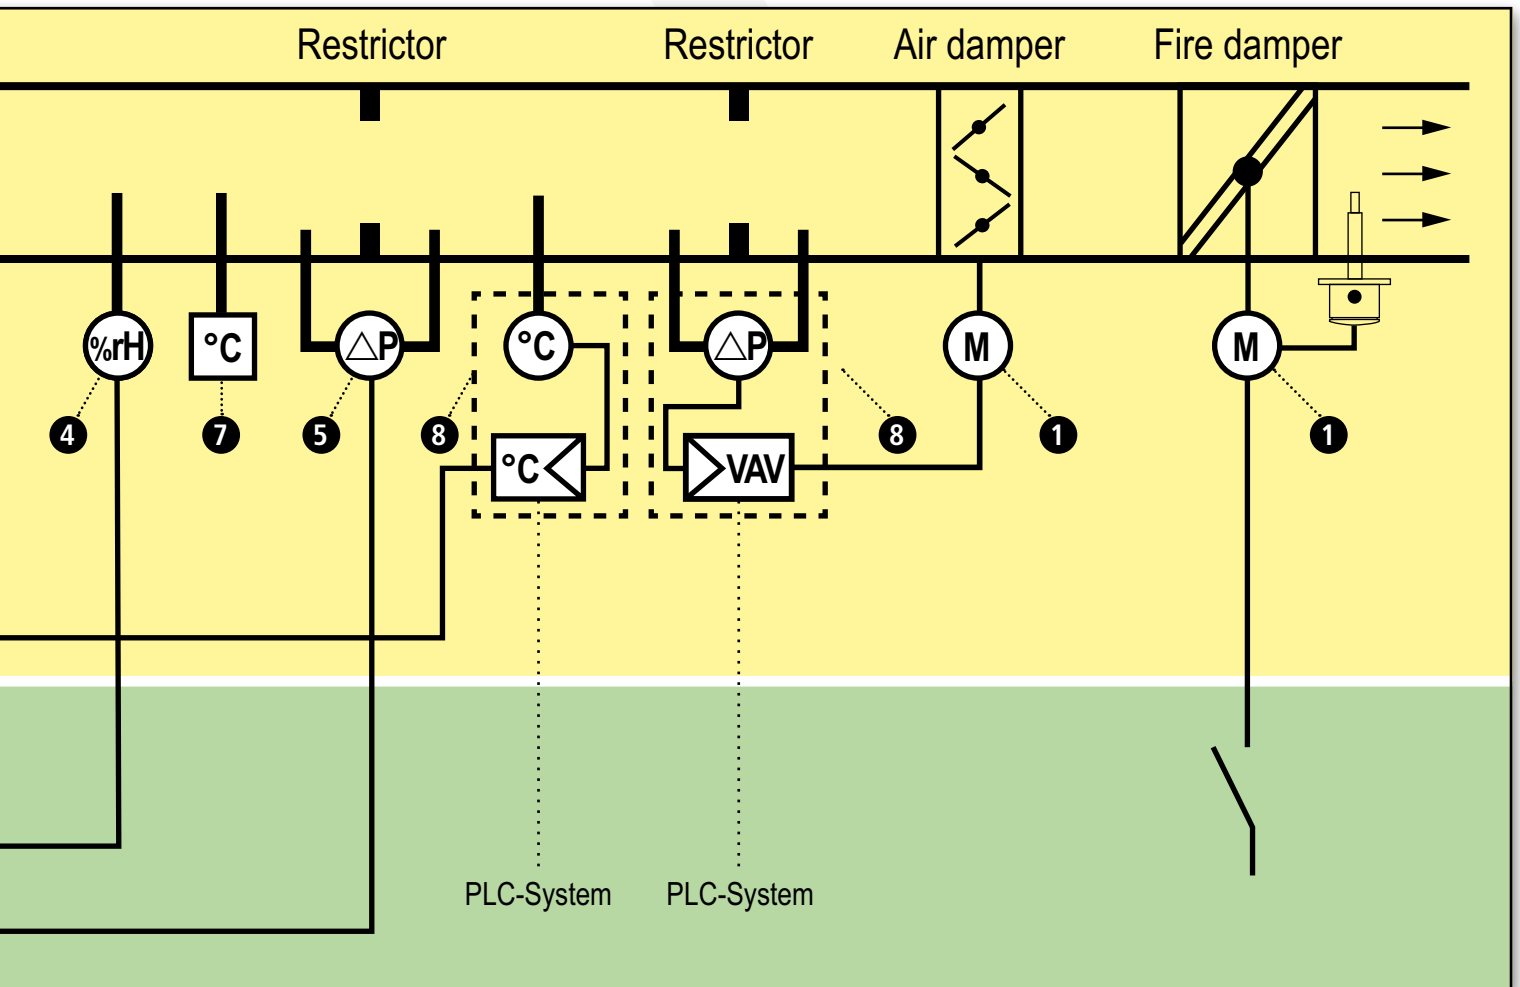 Restrictor Restrictor Air damper Fire damper
%rH °C △P °C △P M M
4 7 5 8 8 1 1
°C VAV
PLC-System PLC-System